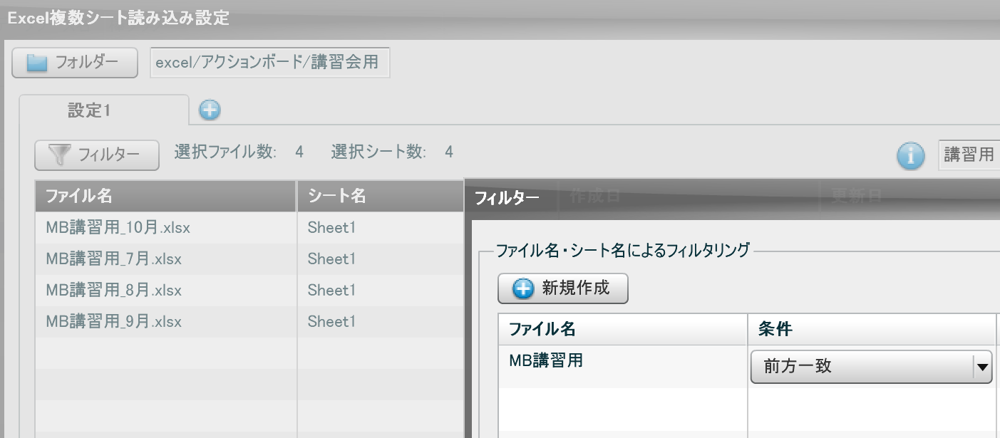 Excel複数シート読み込み設定
フォルダー excel/アクションボード/講習会用
設定1
フィルター 選択ファイル数: 4 選択シート数: 4 講習用
ファイル名 シート名
フィルター 作成日 更新日
MB講習用_10月.xlsx Sheet1
MB講習用_7月.xlsx Sheet1
MB講習用_8月.xlsx Sheet1
MB講習用_9月.xlsx Sheet1
ファイル名・シート名によるフィルタリング
新規作成
ファイル名 条件
MB講習用 前方一致